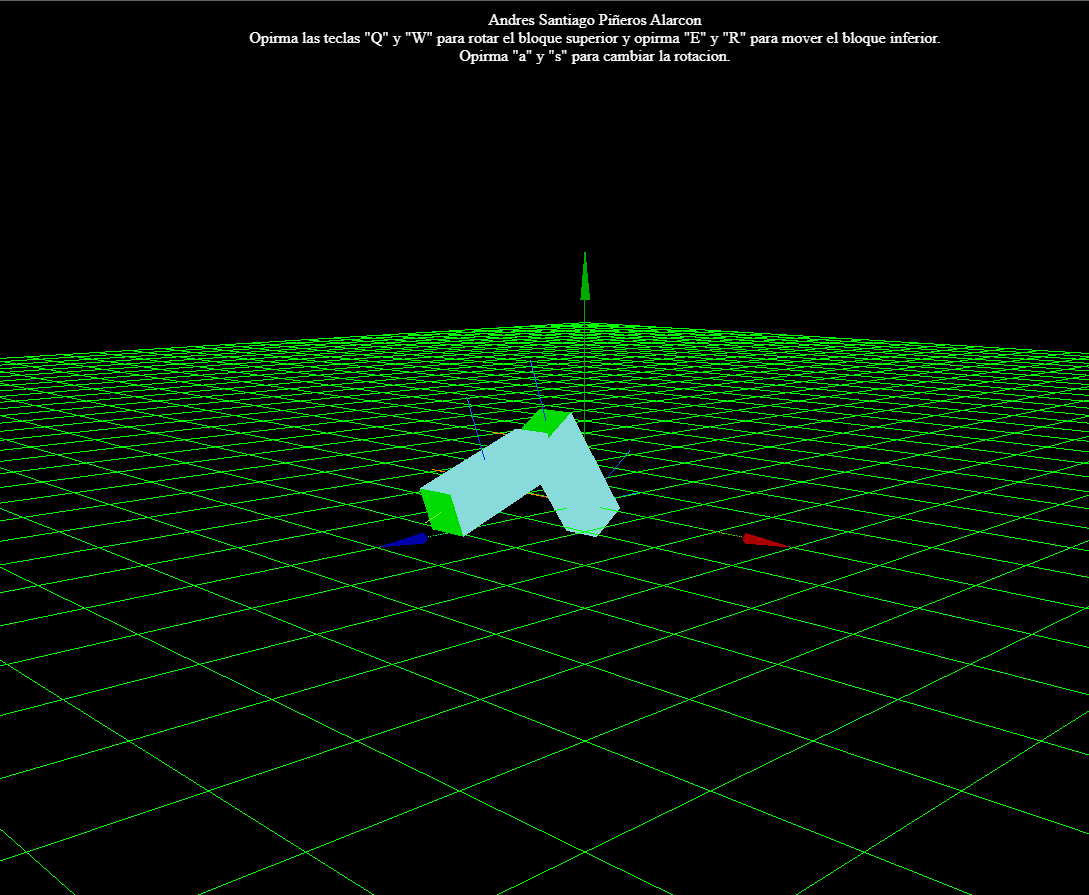 Andres Santiago Piñeros Alarcon
Opirma las teclas "Q" y "W" para rotar el bloque superior y opirma "E" y "R" para mover el bloque inferior.
Opirma "a" y "s" para cambiar la rotacion.